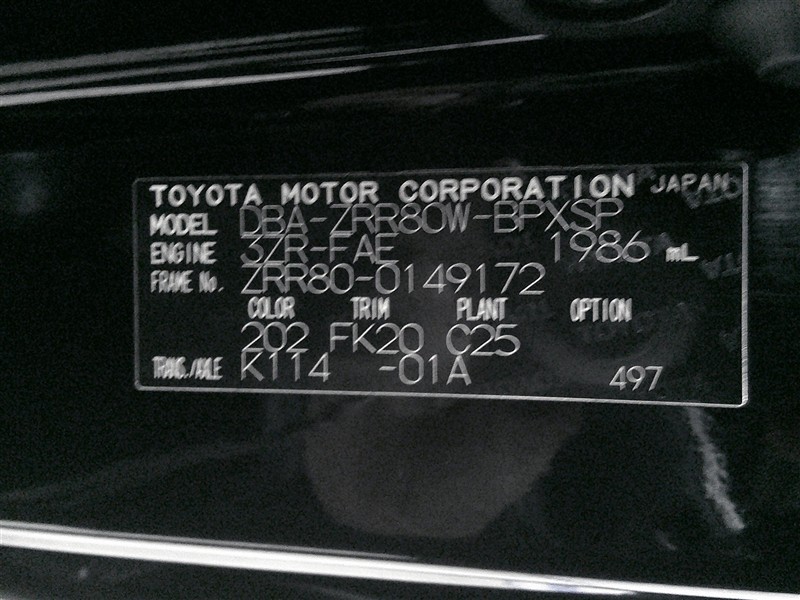 TOYOTA MOTOR CORPORATION JAPAN
MODEL DBA-ZRR80W-BPXSP
ENGINE 3ZR-FAE 1986 mL
FRAME No. ZRR80-0149172
COLOR TRIM PLANT OPTION
202 FK20 C25
TRANS./AXLE K114 -01A 497